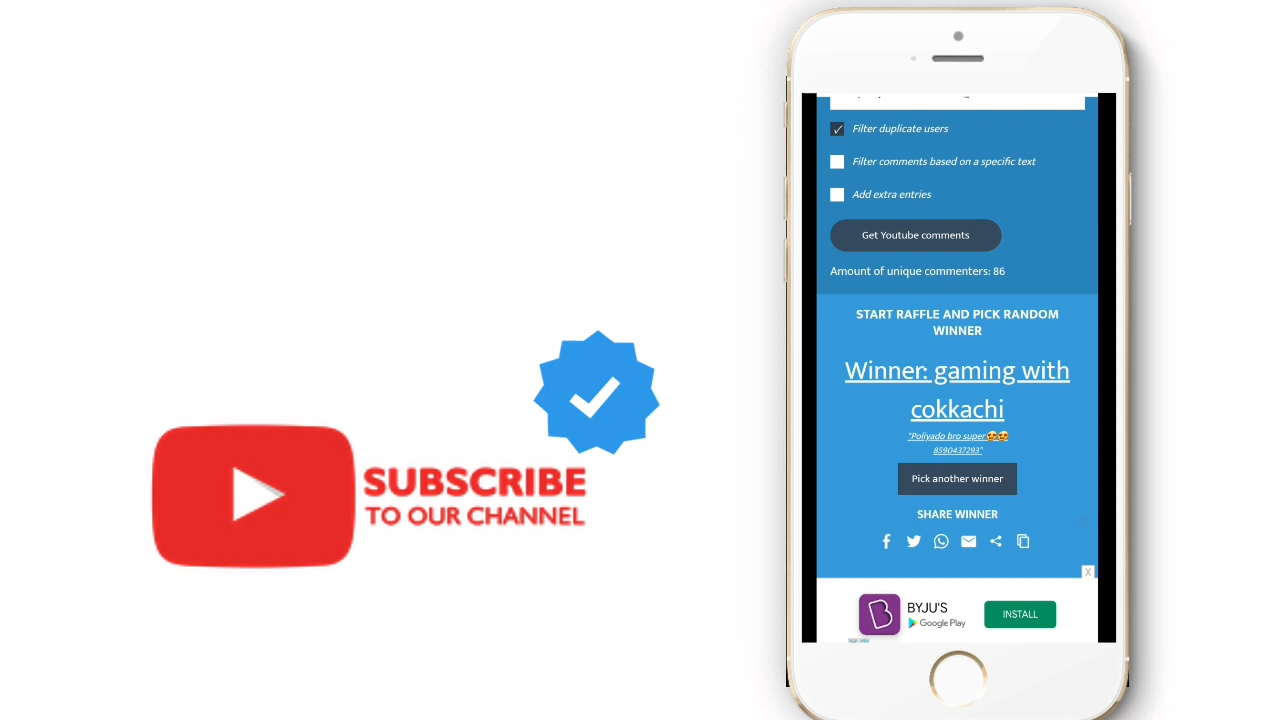 SUBSCRIBE
TO OUR CHANNEL
Filter duplicate users
Filter comments based on a specific text
Add extra entries
Get Youtube comments
Amount of unique commenters: 86
START RAFFLE AND PICK RANDOM
WINNER
Winner: gaming with
cokkachi
"Poliyado bro super😍😍
8590437293"
Pick another winner
SHARE WINNER
X
BYJU'S
Google Play
INSTALL